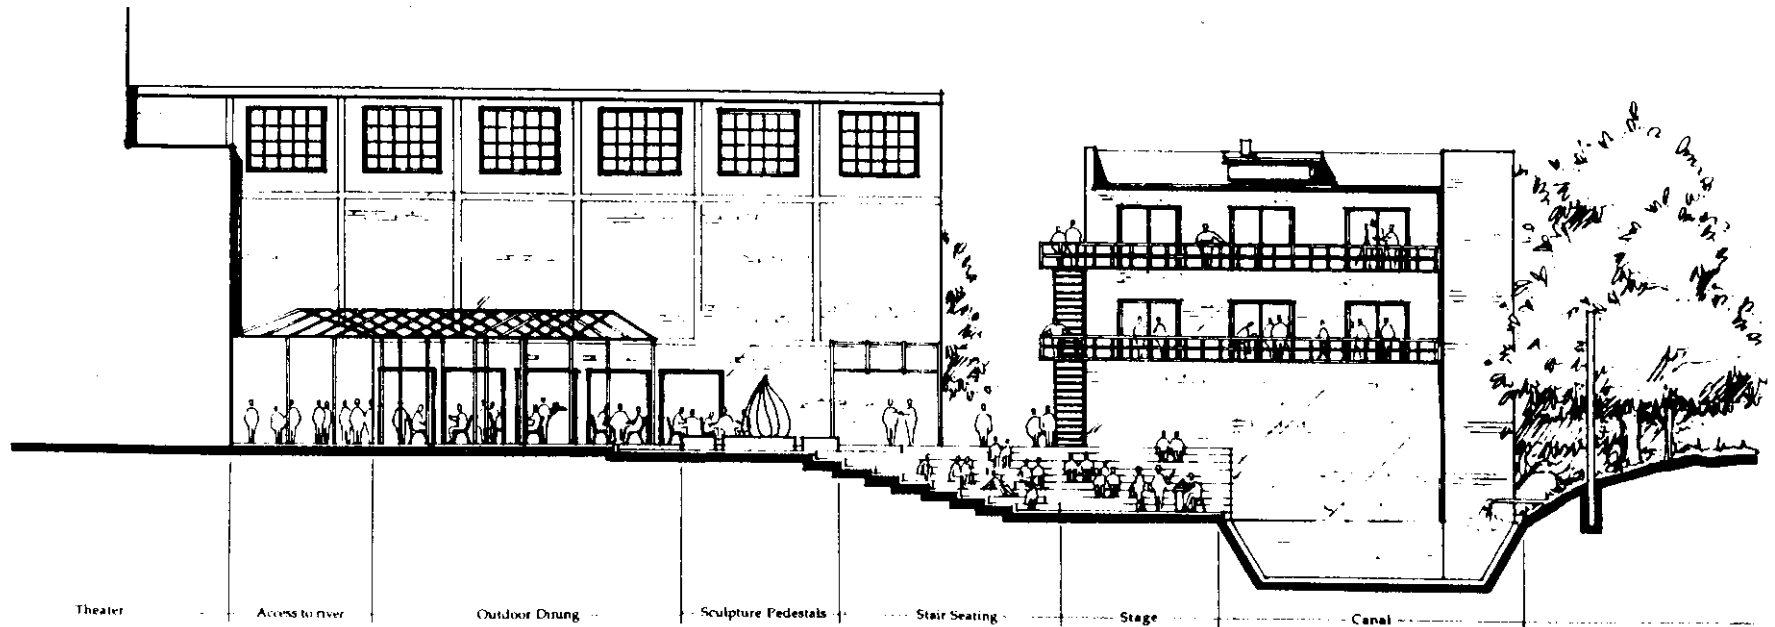 Theater
Access to river
Outdoor Dining
Sculpture Pedestals
Stair Seating
Stage
Canal